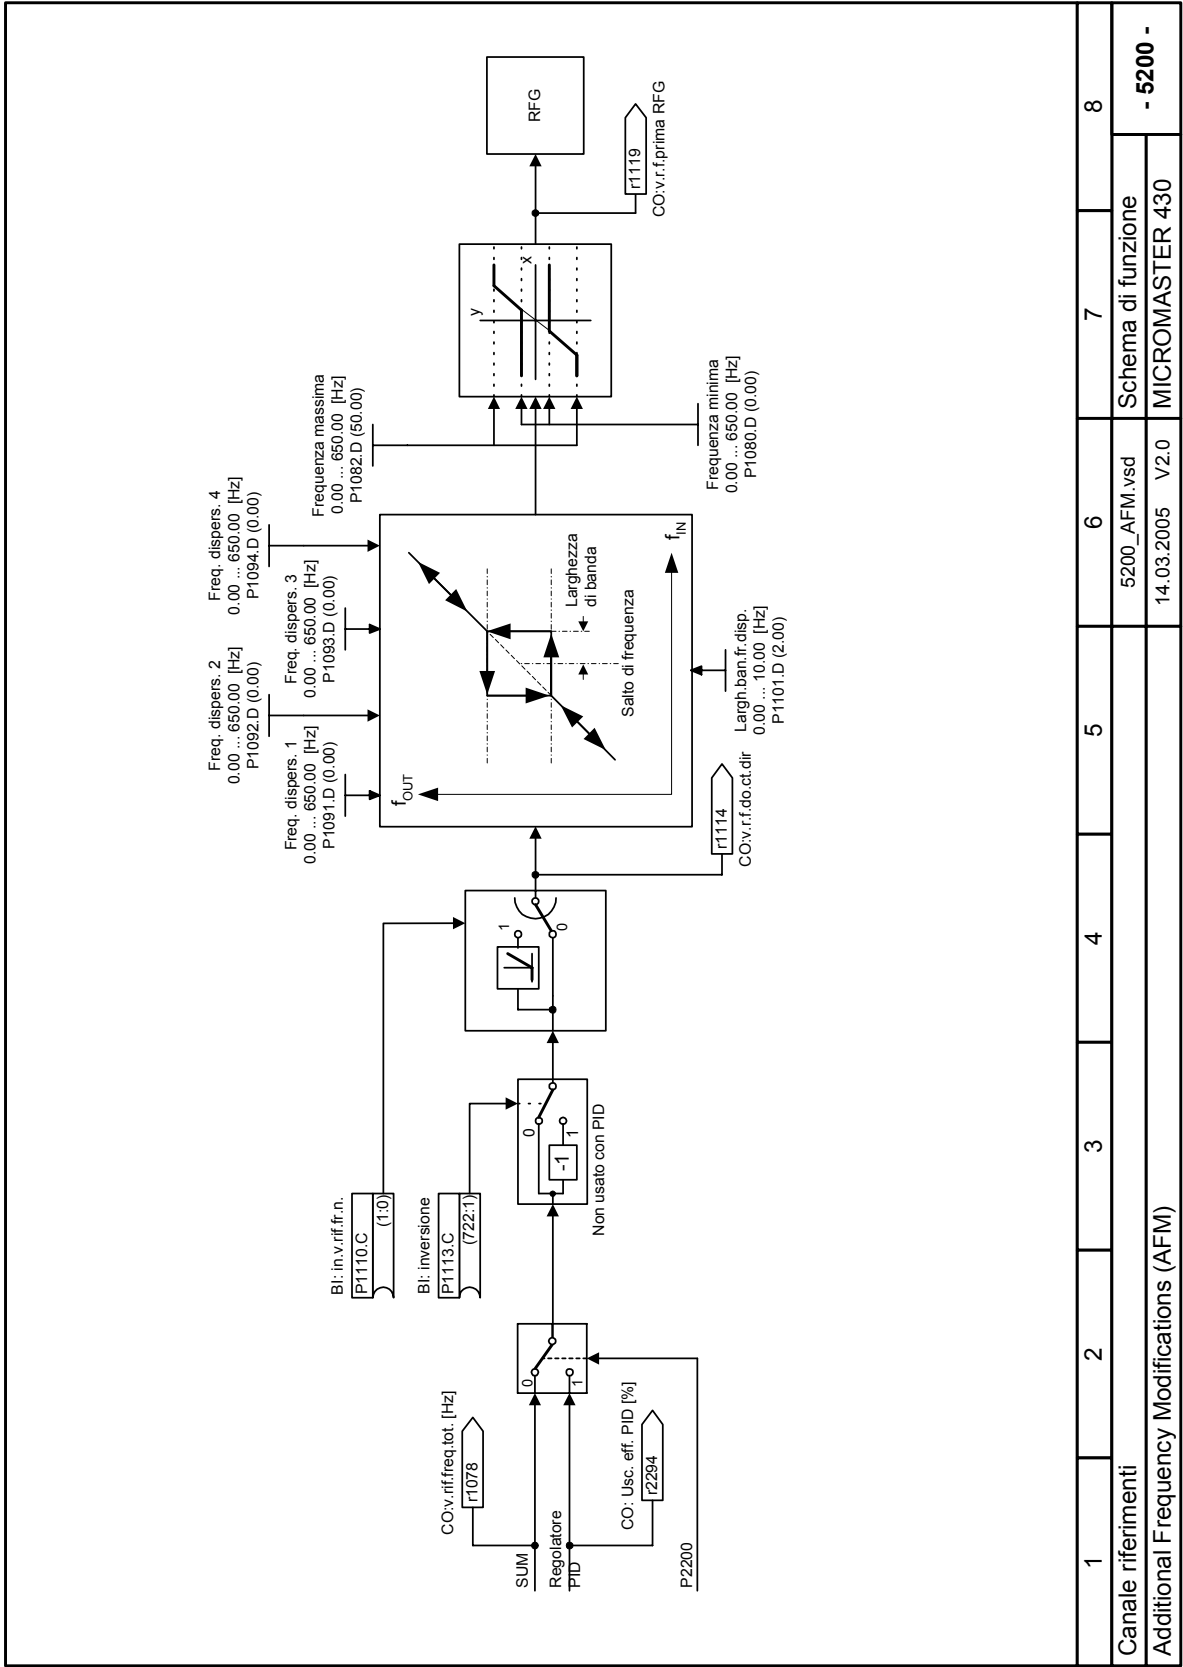 CO:v.rif.freq.tot. [Hz]
r1078
SUM
Regolatore
PID
CO: Usc. eff. PID [%]
r2294
P2200
0
1
BI: in.v.rif.fr.n.
P1110.C
(1:0)
BI: inversione
P1113.C
(722:1)
0
1
-1
Non usato con PID
1
0
r1114
CO:v.r.f.do.ct.dir
Freq. dispers. 1
0.00 ... 650.00 [Hz]
P1091.D (0.00)
Freq. dispers. 2
0.00 ... 650.00 [Hz]
P1092.D (0.00)
Freq. dispers. 3
0.00 ... 650.00 [Hz]
P1093.D (0.00)
Freq. dispers. 4
0.00 ... 650.00 [Hz]
P1094.D (0.00)
fOUT
fIN
Salto di frequenza
Larghezza
di banda
Largh.ban.fr.disp.
0.00 ... 10.00 [Hz]
P1101.D (2.00)
Frequenza massima
0.00 ... 650.00 [Hz]
P1082.D (50.00)
Frequenza minima
0.00 ... 650.00 [Hz]
P1080.D (0.00)
y
x
r1119
CO:v.r.f.prima RFG
RFG
1 2 3 4 5 6 7 8
Canale riferimenti 5200_AFM.vsd Schema di funzione - 5200 -
Additional Frequency Modifications (AFM) 14.03.2005 V2.0 MICROMASTER 430